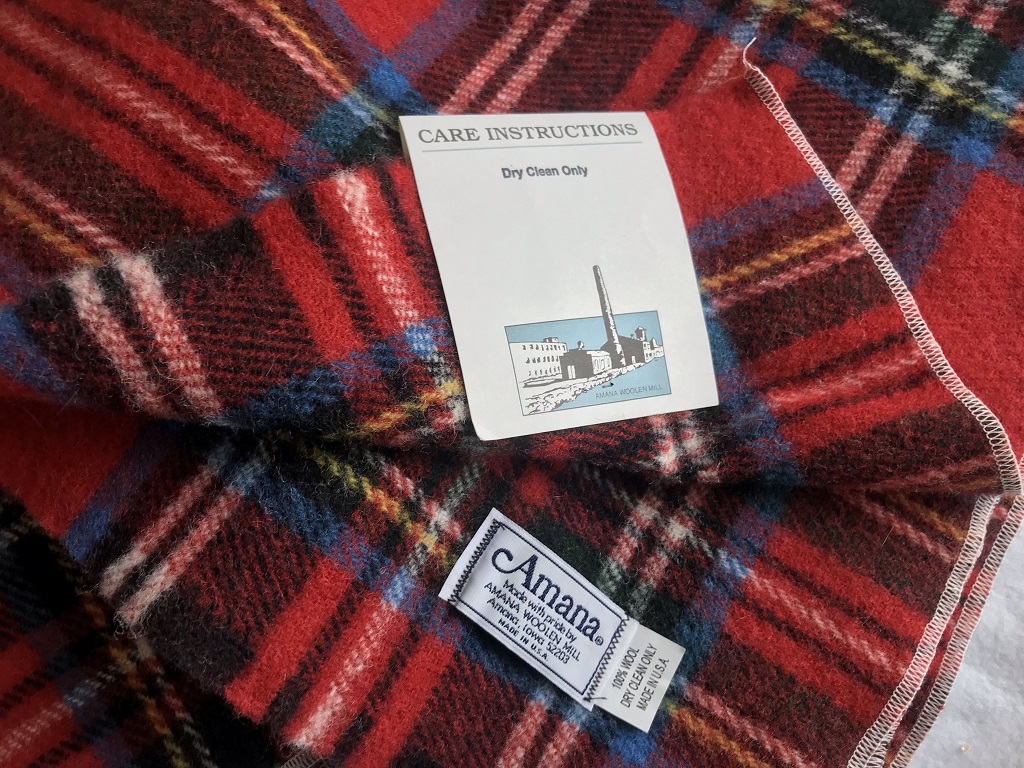 CARE INSTRUCTIONS
Dry Clean Only
AMANA WOOLEN MILL
Amana®
Made with pride by
AMANA WOOLEN MILL
Amana, Iowa 52203
MADE IN U.S.A.
100% WOOL
DRY CLEAN ONLY
MADE IN U.S.A.